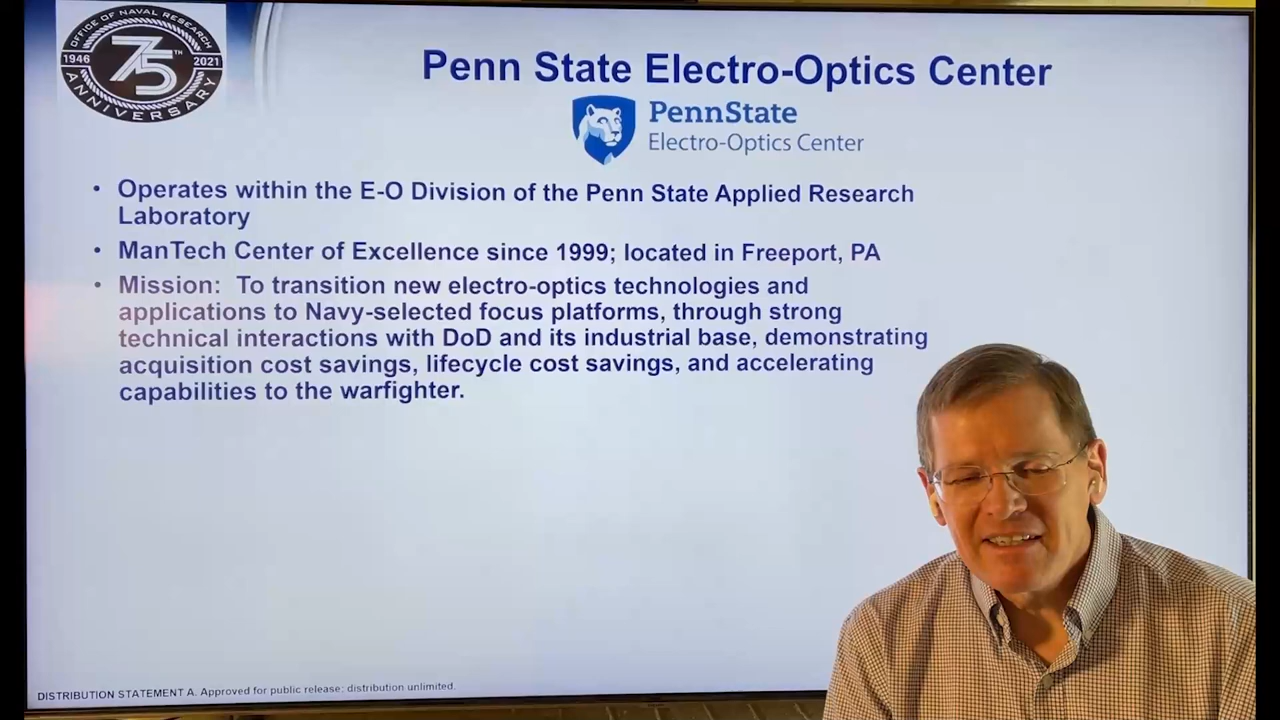 OFFICE OF NAVAL RESEARCH
75TH
1946 2021
ANNIVERSARY
Penn State Electro-Optics Center
PennState
Electro-Optics Center
• Operates within the E-O Division of the Penn State Applied Research
Laboratory
• ManTech Center of Excellence since 1999; located in Freeport, PA
• Mission: To transition new electro-optics technologies and
applications to Navy-selected focus platforms, through strong
technical interactions with DoD and its industrial base, demonstrating
acquisition cost savings, lifecycle cost savings, and accelerating
capabilities to the warfighter.
DISTRIBUTION STATEMENT A. Approved for public release: distribution unlimited.